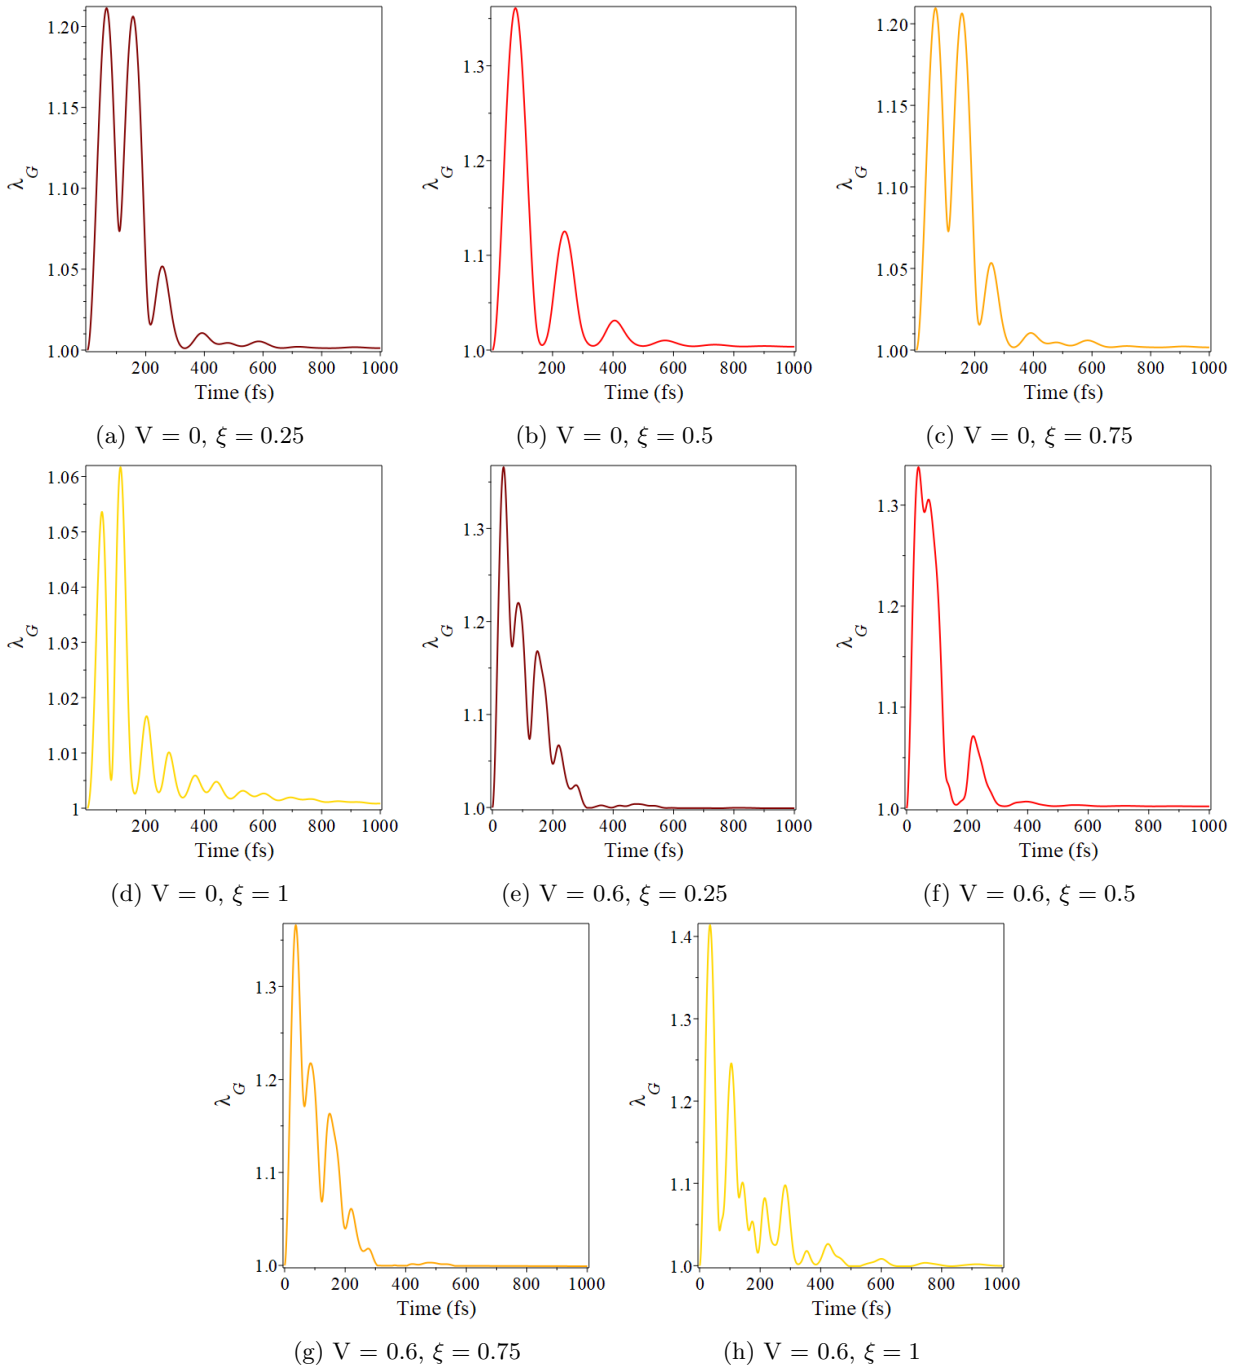 1.20
1.15
1.10
1.05
1.00
λ_G
200 400 600 800 1000
Time (fs)
(a) V = 0, ξ = 0.25
1.3
1.2
1.1
1.0
λ_G
200 400 600 800 1000
Time (fs)
(b) V = 0, ξ = 0.5
1.20
1.15
1.10
1.05
1.00
λ_G
200 400 600 800 1000
Time (fs)
(c) V = 0, ξ = 0.75
1.06
1.05
1.04
1.03
1.02
1.01
1
λ_G
200 400 600 800 1000
Time (fs)
(d) V = 0, ξ = 1
1.3
1.2
1.1
1.0
λ_G
0 200 400 600 800 1000
Time (fs)
(e) V = 0.6, ξ = 0.25
1.3
1.2
1.1
1.0
λ_G
0 200 400 600 800 1000
Time (fs)
(f) V = 0.6, ξ = 0.5
1.3
1.2
1.1
1.0
λ_G
0 200 400 600 800 1000
Time (fs)
(g) V = 0.6, ξ = 0.75
1.4
1.3
1.2
1.1
1.0
λ_G
0 200 400 600 800 1000
Time (fs)
(h) V = 0.6, ξ = 1